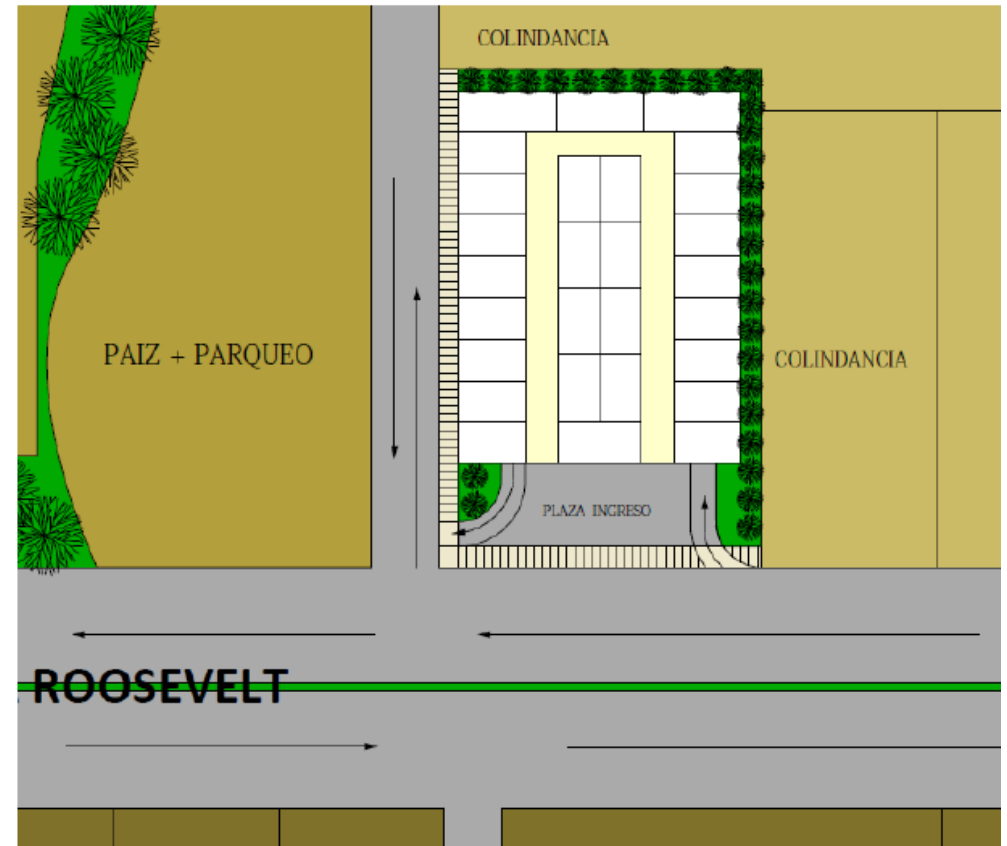 COLINDANCIA
PAIZ + PARQUEO
COLINDANCIA
PLAZA INGRESO
ROOSEVELT